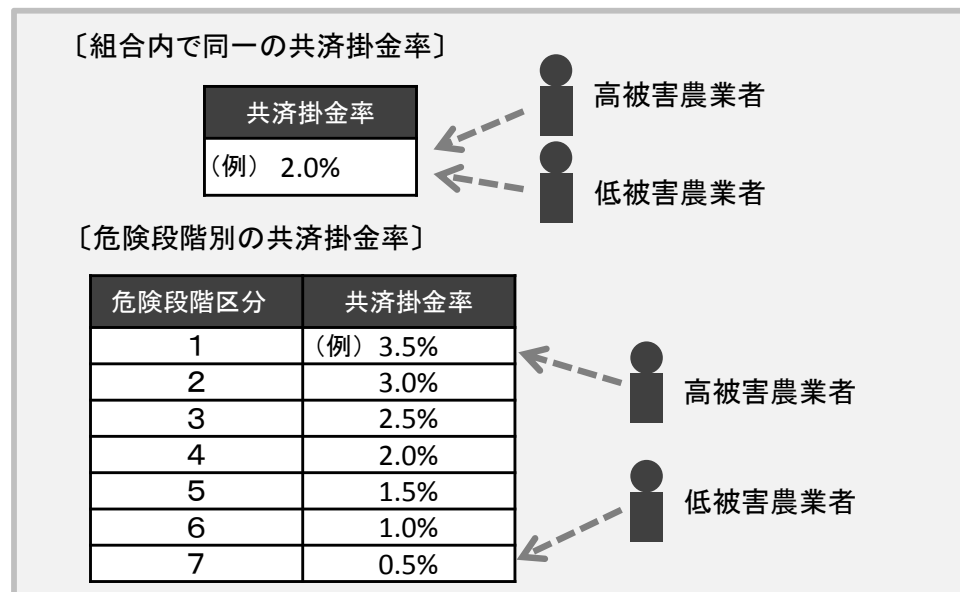 〔組合内で同一の共済掛金率〕
共済掛金率
（例） 2.0%
高被害農業者
低被害農業者
〔危険段階別の共済掛金率〕
危険段階区分 共済掛金率
１ （例） 3.5%
２ 3.0%
３ 2.5%
４ 2.0%
５ 1.5%
６ 1.0%
７ 0.5%
高被害農業者
低被害農業者